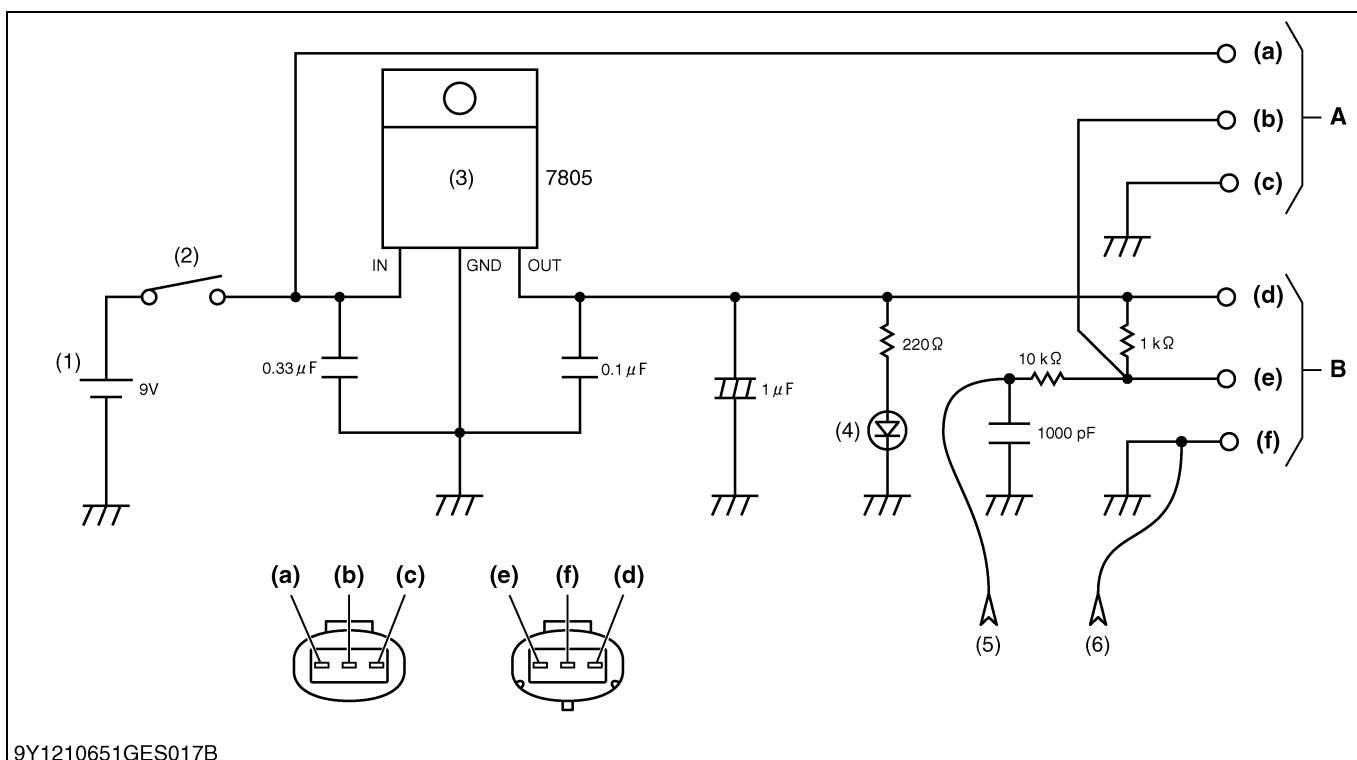 (a)
(b)
A
(c)
(3)
7805
(2)
IN
GND
OUT
(d)
(1)
9V
0.33 μF
0.1 μF
1 μF
220 Ω
(4)
10 kΩ
1 kΩ
1000 pF
(e)
B
(f)
(a) (b) (c)
(e) (f) (d)
(5)
(6)
9Y1210651GES017B